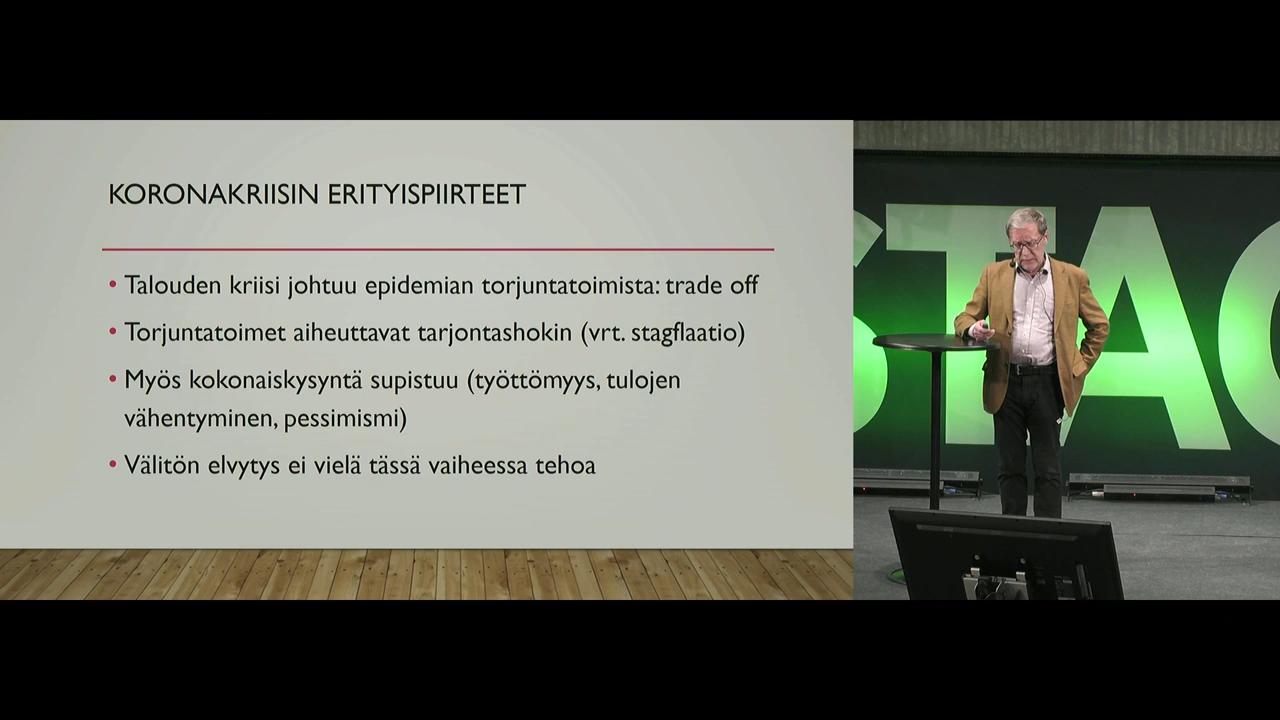 KORONAKRIISIN ERITYISPIIRTEET
• Talouden kriisi johtuu epidemian torjuntatoimista: trade off
• Torjuntatoimet aiheuttavat tarjontashokin (vrt. stagflaatio)
• Myös kokonaiskysyntä supistuu (työttömyys, tulojen
vähentyminen, pessimismi)
• Välitön elvytys ei vielä tässä vaiheessa tehoa
STAG